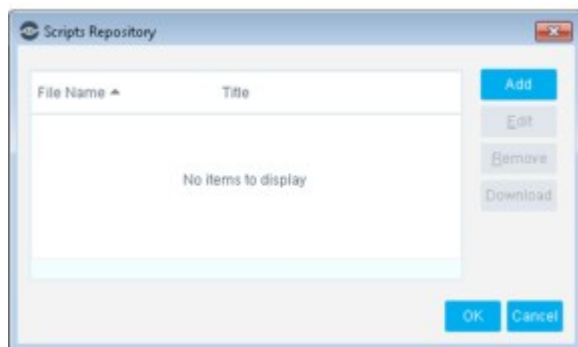 Scripts Repository
File Name
Title
Add
Edit
Remove
Download
No items to display
OK
Cancel